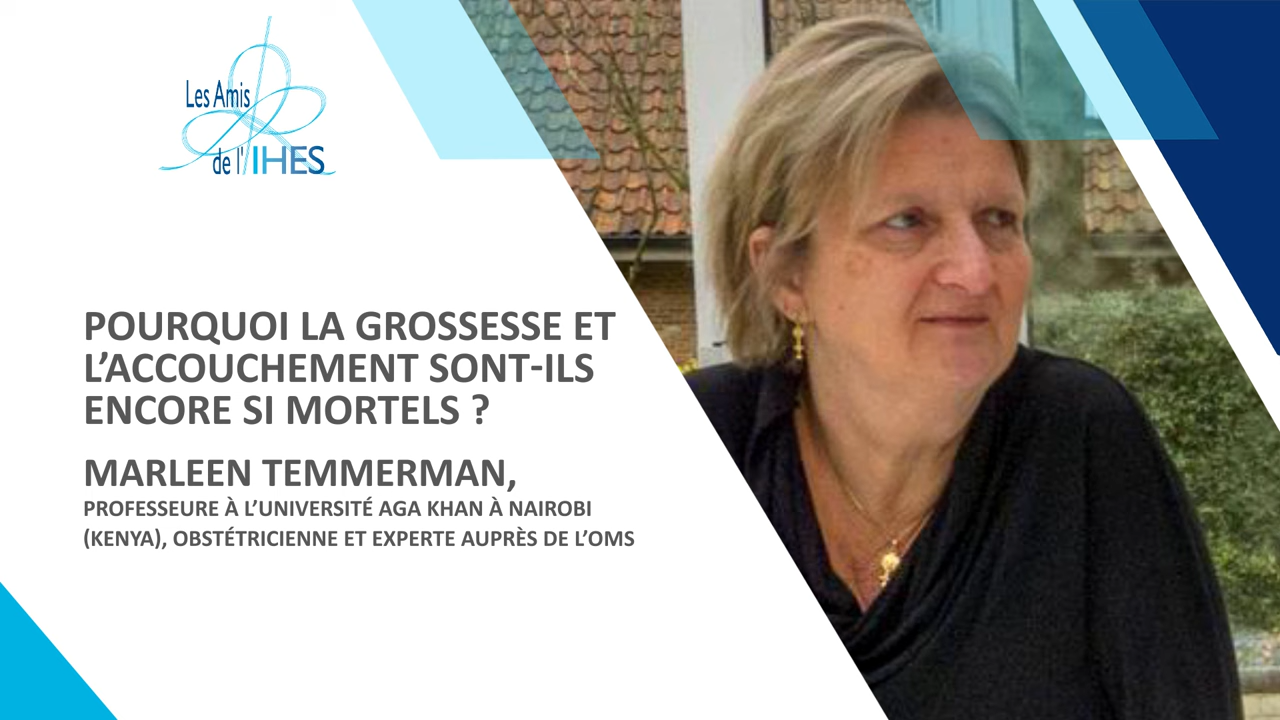 Les Amis
de l'IHES
POURQUOI LA GROSSESSE ET
L’ACCOUCHEMENT SONT-ILS
ENCORE SI MORTELS ?
MARLEEN TEMMERMAN,
PROFESSEURE À L’UNIVERSITÉ AGA KHAN À NAIROBI
(KENYA), OBSTÉTRICIENNE ET EXPERTE AUPRÈS DE L’OMS